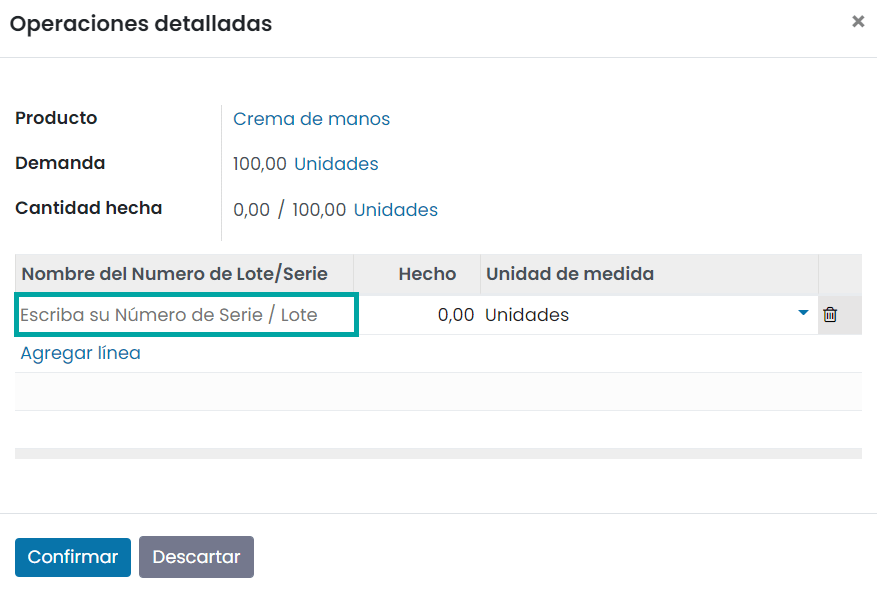 Operaciones detalladas ×
Producto Crema de manos
Demanda 100,00 Unidades
Cantidad hecha 0,00 / 100,00 Unidades
Nombre del Numero de Lote/Serie Hecho Unidad de medida
Escriba su Número de Serie / Lote 0,00 Unidades
Agregar línea
Confirmar Descartar